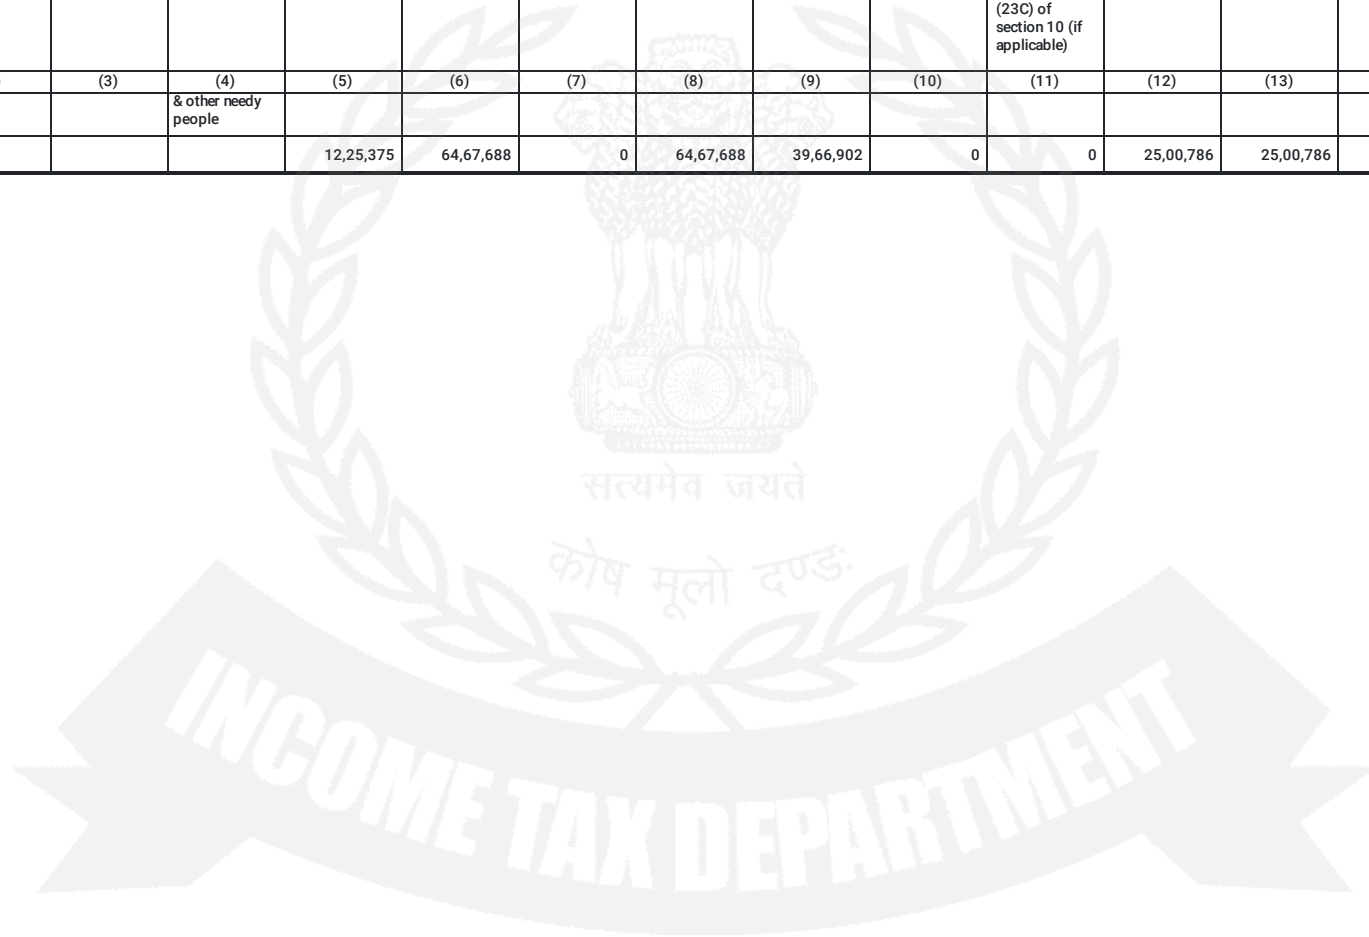 (23C) of
section 10 (if
applicable)
(3) (4) (5) (6) (7) (8) (9) (10) (11) (12) (13)
& other needy
people
12,25,375 64,67,688 0 64,67,688 39,66,902 0 0 25,00,786 25,00,786
सत्यमेव जयते
कोष मूलो दण्डः
INCOME TAX DEPARTMENT